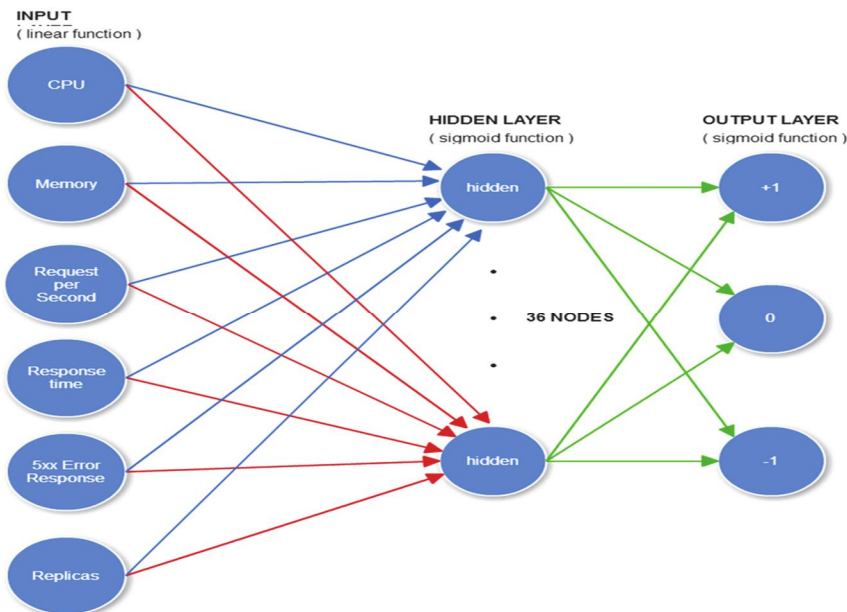 INPUT
( linear function )
CPU
Memory
Request
per
Second
Response
time
5xx Error
Response
Replicas
HIDDEN LAYER
( sigmoid function )
hidden
36 NODES
hidden
OUTPUT LAYER
( sigmoid function )
+1
0
-1